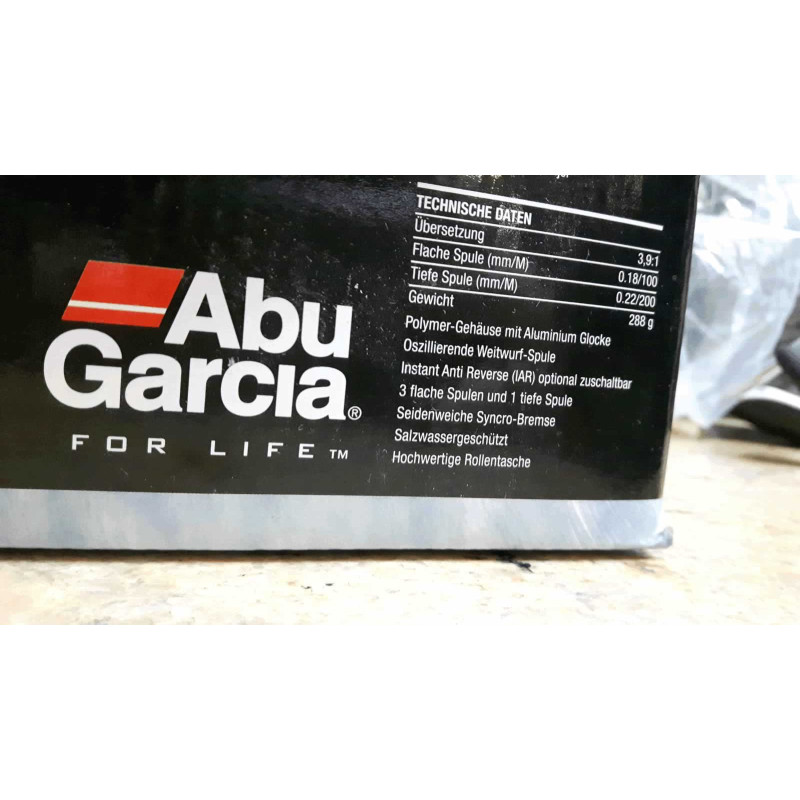 Abu
Garcia®
FOR LIFE™
TECHNISCHE DATEN
Übersetzung 3,9:1
Flache Spule (mm/M) 0.18/100
Tiefe Spule (mm/M) 0.22/200
Gewicht 288 g
Polymer-Gehäuse mit Aluminium Glocke
Oszillierende Weitwurf-Spule
Instant Anti Reverse (IAR) optional zuschaltbar
3 flache Spulen und 1 tiefe Spule
Seidenweiche Syncro-Bremse
Salzwassergeschützt
Hochwertige Rollentasche